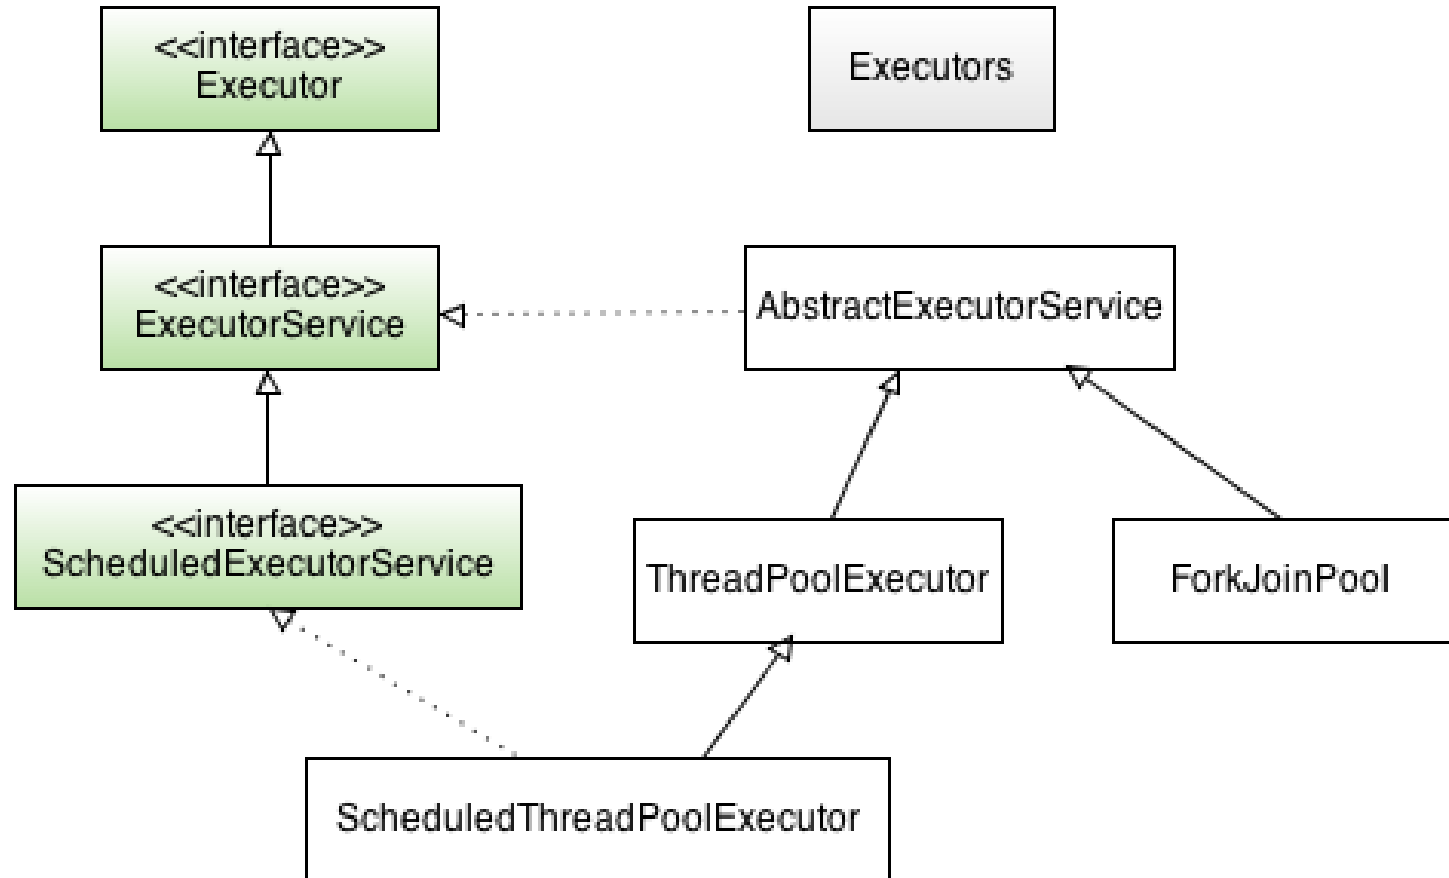 <<interface>>
Executor
Executors
<<interface>>
ExecutorService
AbstractExecutorService
<<interface>>
ScheduledExecutorService
ThreadPoolExecutor
ForkJoinPool
ScheduledThreadPoolExecutor